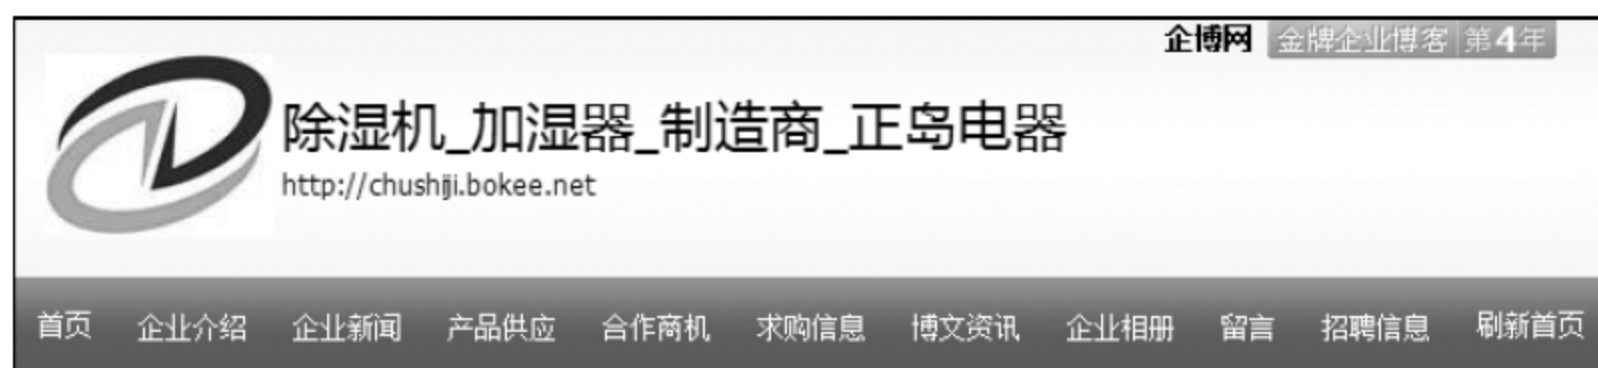 企博网 金牌企业博客 第4年
除湿机_加湿器_制造商_正岛电器
http://chushiji.bokee.net
首页 企业介绍 企业新闻 产品供应 合作商机 求购信息 博文资讯 企业相册 留言 招聘信息 刷新首页